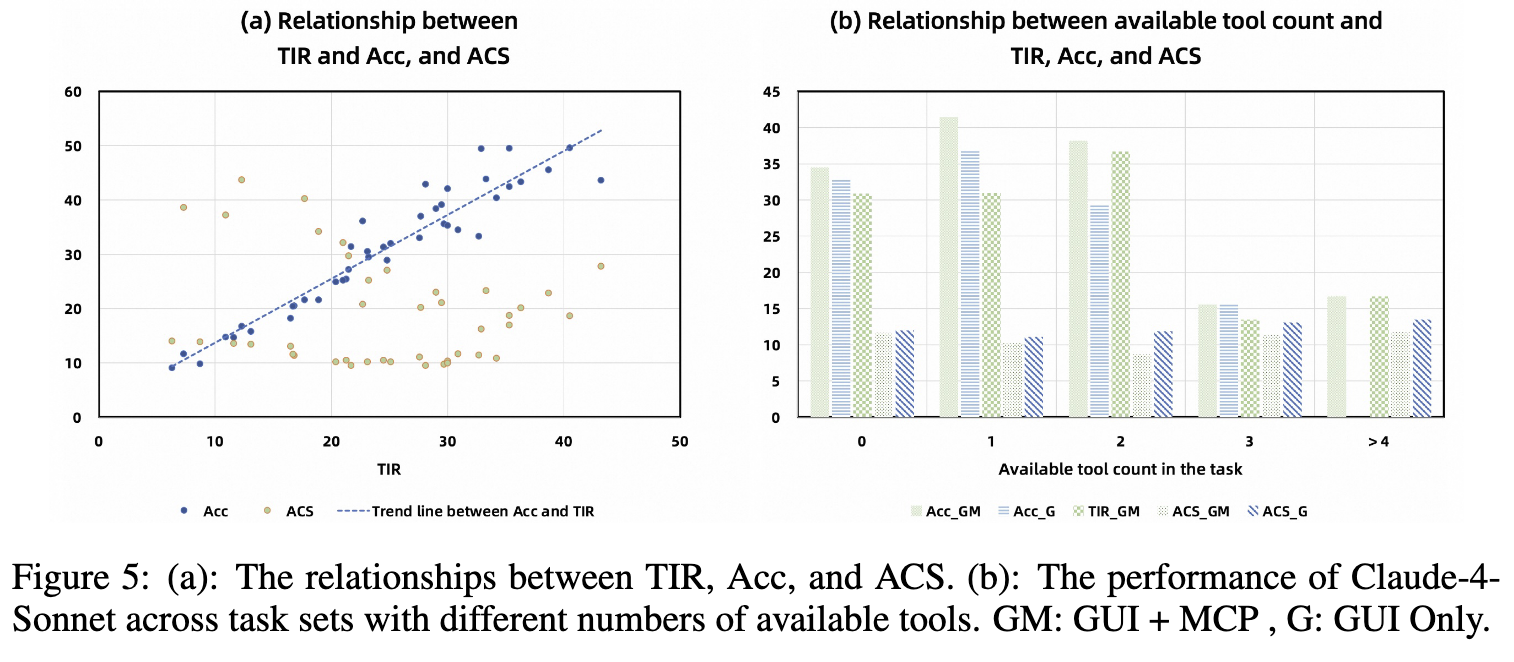 (a) Relationship between
TIR and Acc, and ACS
60
50
40
30
20
10
0
0 10 20 30 40 50
TIR
Acc ACS Trend line between Acc and TIR
(b) Relationship between available tool count and
TIR, Acc, and ACS
45
40
35
30
25
20
15
10
5
0
0 1 2 3 >4
Available tool count in the task
Acc_GM Acc_G TIR_GM ACS_GM ACS_G
Figure 5: (a): The relationships between TIR, Acc, and ACS. (b): The performance of Claude-4-
Sonnet across task sets with different numbers of available tools. GM: GUI + MCP , G: GUI Only.